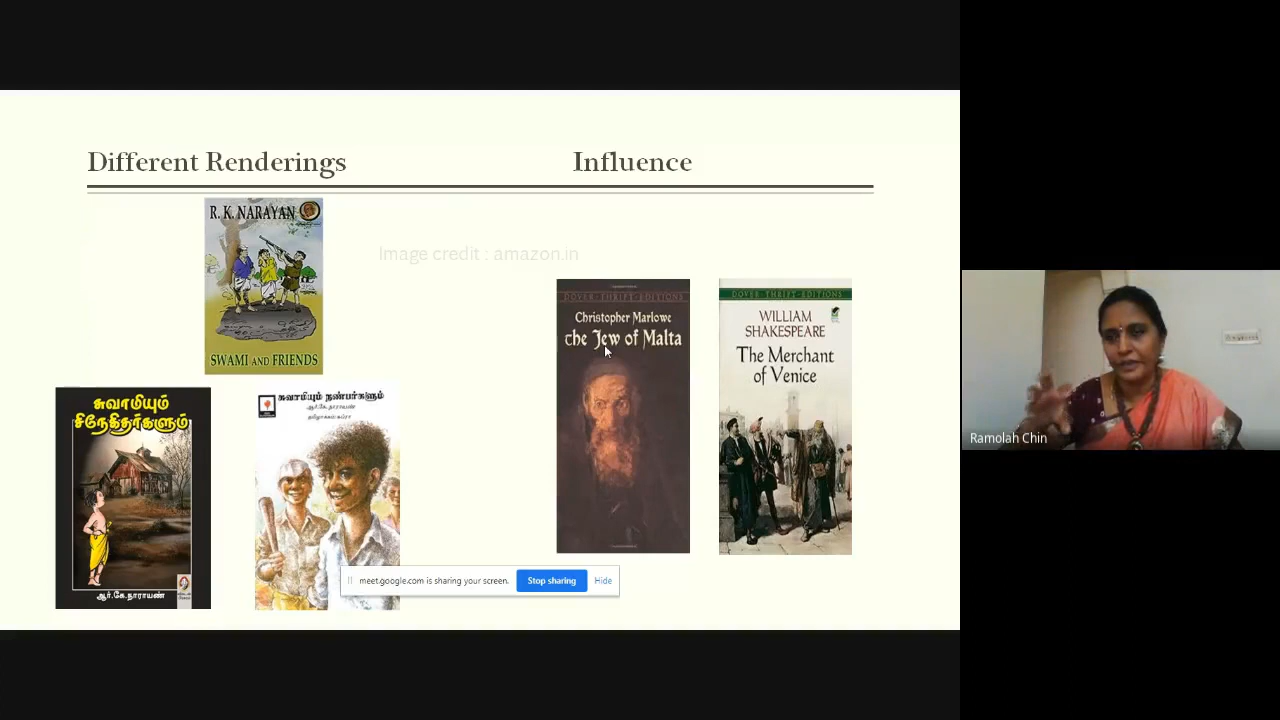 Different Renderings
Influence
R. K. NARAYAN
SWAMI AND FRIENDS
Image credit : amazon.in
சுவாமியும்
சிநேகிதர்களும்
ஆர்.கே.நாராயண்
சுவாமியும் நண்பர்களும்
ஆர்.கே. நாராயண்
DOVER · THRIFT · EDITIONS
Christopher Marlowe
the Jew of Malta
DOVER · THRIFT · EDITIONS
WILLIAM
SHAKESPEARE
The Merchant
of Venice
meet.google.com is sharing your screen.
Stop sharing
Hide
Ramolah Chin